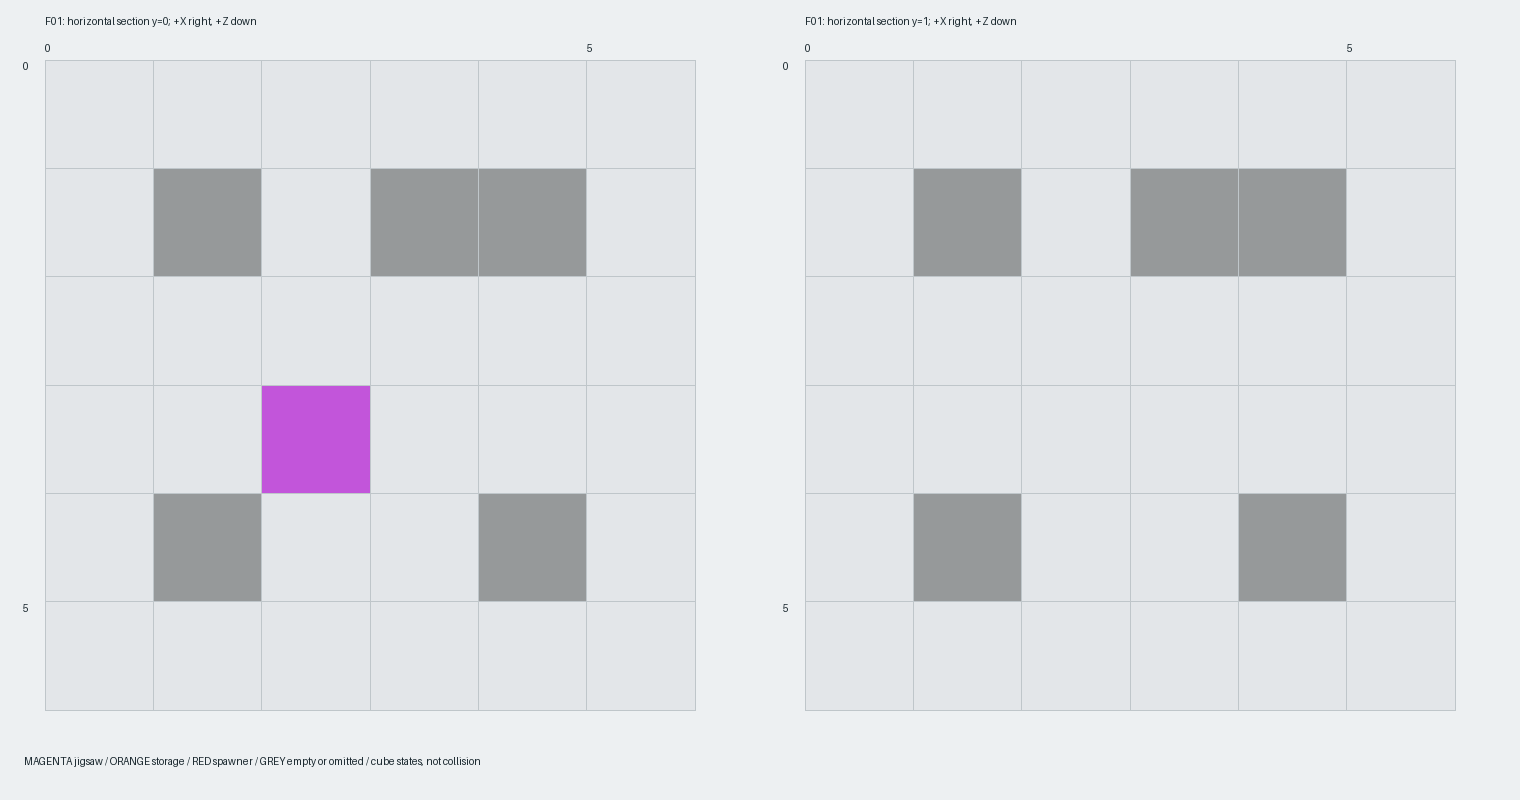 F01: horizontal section y=0; +X right, +Z down
0 5
0
5
F01: horizontal section y=1; +X right, +Z down
0 5
0
5
MAGENTA jigsaw / ORANGE storage / RED spawner / GREY empty or omitted / cube states, not collision